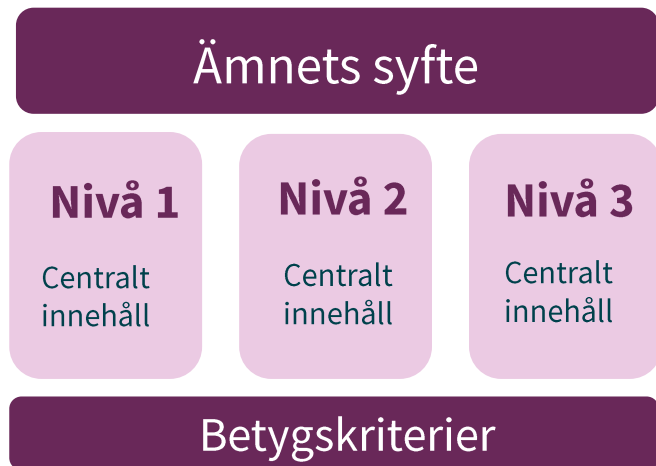 Ämnets syfte
Nivå 1
Centralt
innehåll
Nivå 2
Centralt
innehåll
Nivå 3
Centralt
innehåll
Betygskriterier